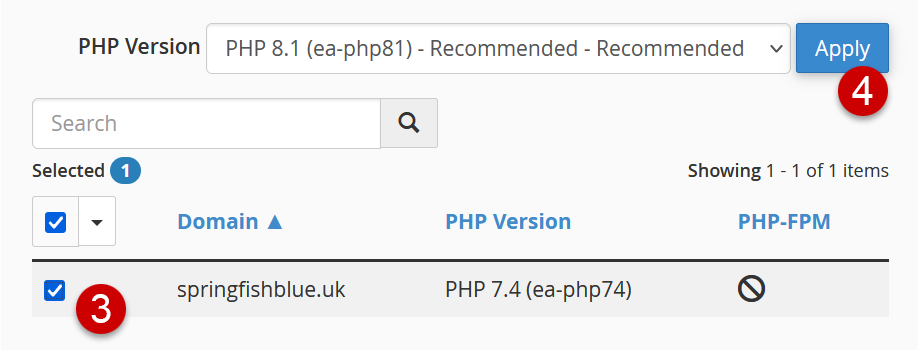 PHP Version PHP 8.1 (ea-php81) - Recommended - Recommended Apply
4
Search
Selected 1 Showing 1 - 1 of 1 items
Domain ▲ PHP Version PHP-FPM
springfishblue.uk PHP 7.4 (ea-php74)
3